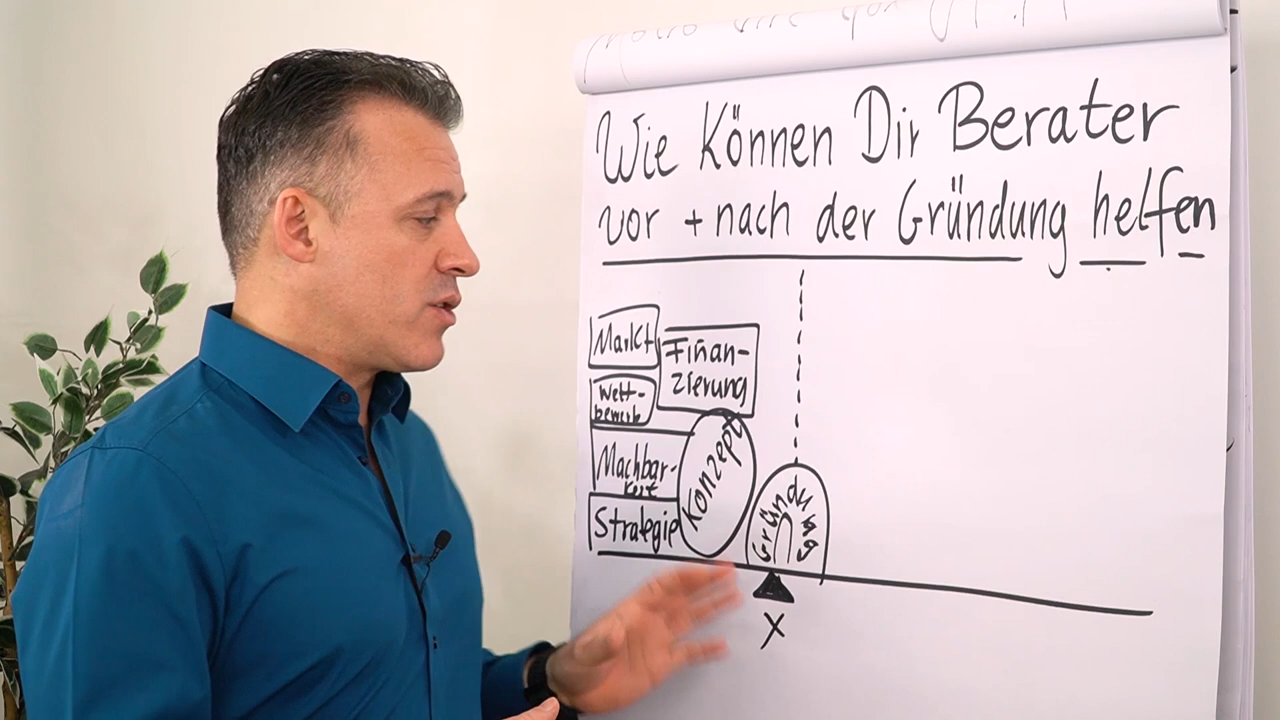 Wie Können Dir Berater
vor + nach der Gründung helfen
Markt
Finan-
zierung
Wett-
bewerb
Machbar-
keit
Konzept
Strategie
Gründung
X